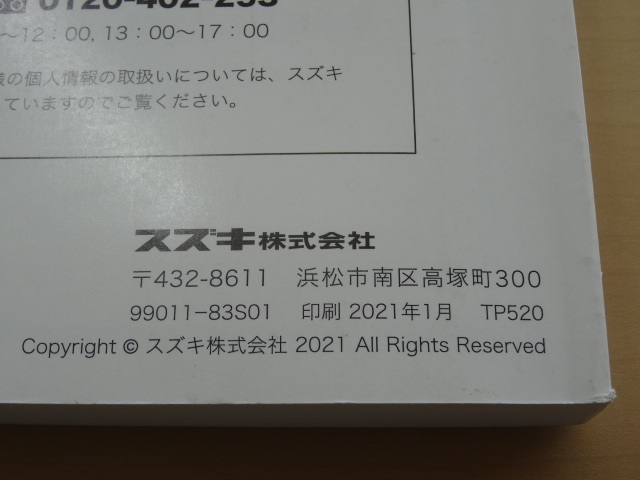 0120-402-253
〜12：00, 13：00〜17：00
の個人情報の取扱いについては、スズキ
ていますのでご覧ください。
スズキ株式会社
〒432-8611 浜松市南区高塚町300
99011-83S01 印刷 2021年1月 TP520
Copyright © スズキ株式会社 2021 All Rights Reserved